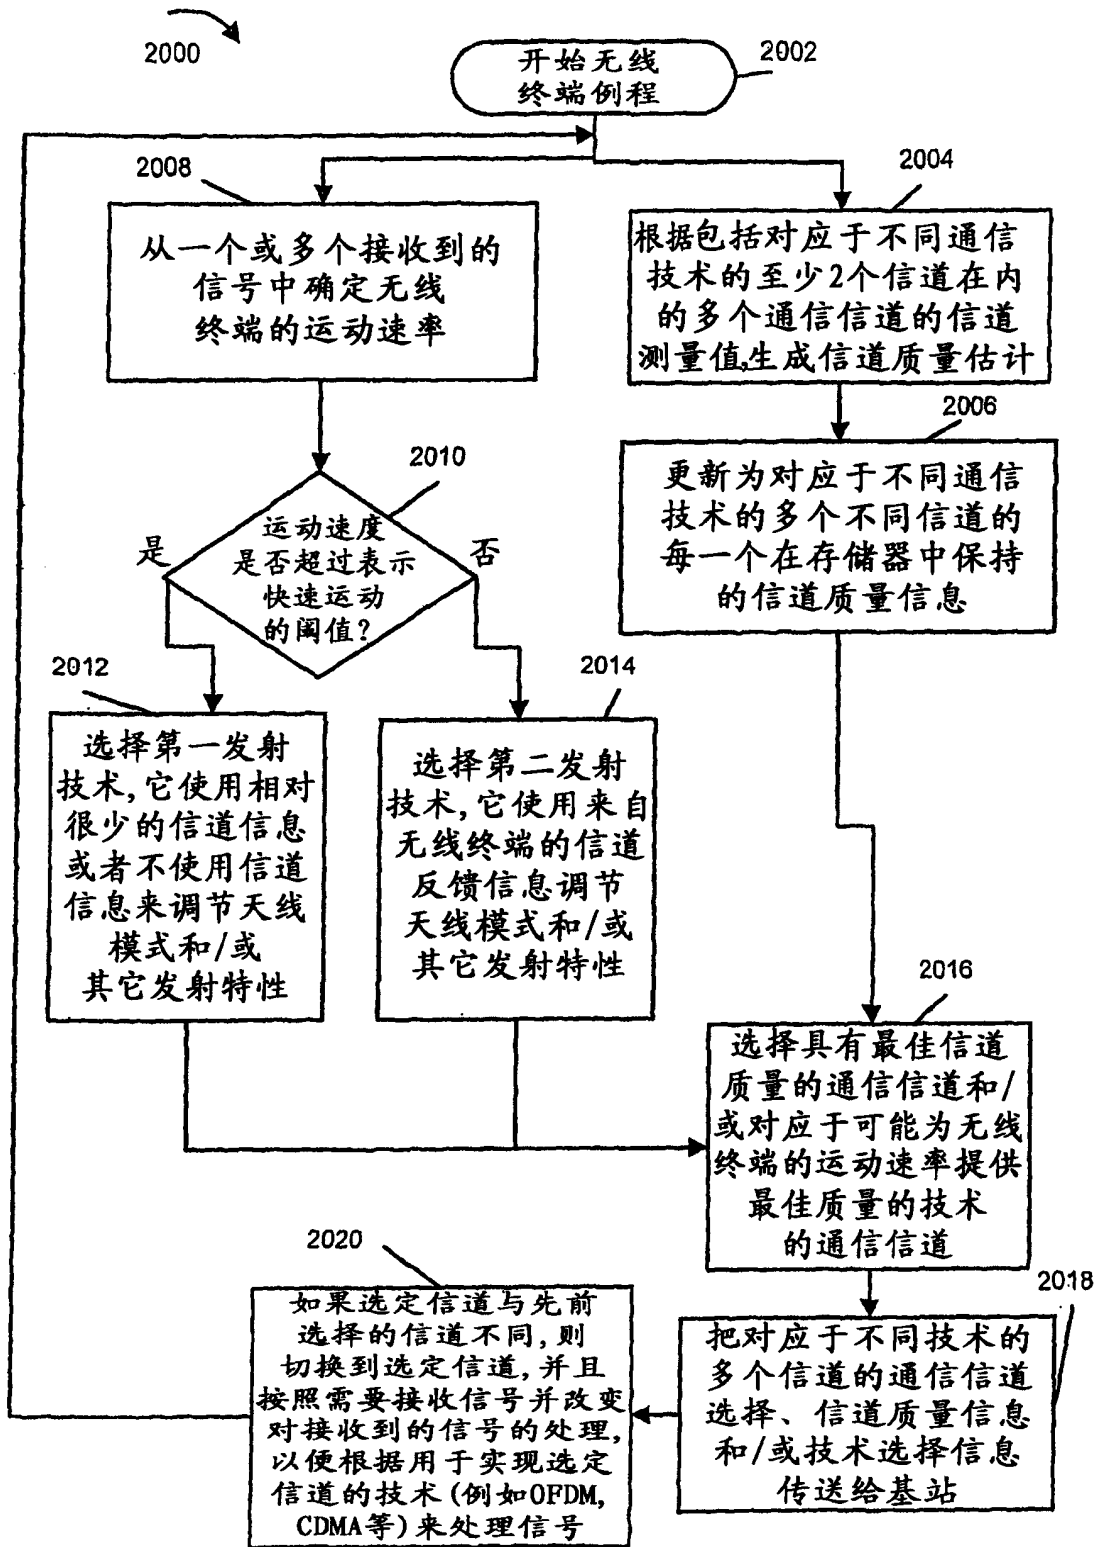 2000
开始无线
终端例程
2002
2008
从一个或多个接收到的
信号中确定无线
终端的运动速率
2004
根据包括对应于不同通信
技术的至少2个信道在内
的多个通信信道的信道
测量值,生成信道质量估计
2006
更新为对应于不同通信
技术的多个不同信道的
每一个在存储器中保持
的信道质量信息
2010
运动速度
是否超过表示
快速运动
的阈值?
是
否
2012
选择第一发射
技术,它使用相对
很少的信道信息
或者不使用信道
信息来调节天线
模式和/或
其它发射特性
2014
选择第二发射
技术,它使用来自
无线终端的信道
反馈信息调节
天线模式和/或
其它发射特性
2016
选择具有最佳信道
质量的通信信道和/
或对应于可能为无线
终端的运动速率提供
最佳质量的技术
的通信信道
2018
把对应于不同技术的
多个信道的通信信道
选择、信道质量信息
和/或技术选择信息
传送给基站
2020
如果选定信道与先前
选择的信道不同,则
切换到选定信道,并且
按照需要接收信号并改变
对接收到的信号的处理,
以便根据用于实现选定
信道的技术(例如OFDM,
CDMA等)来处理信号